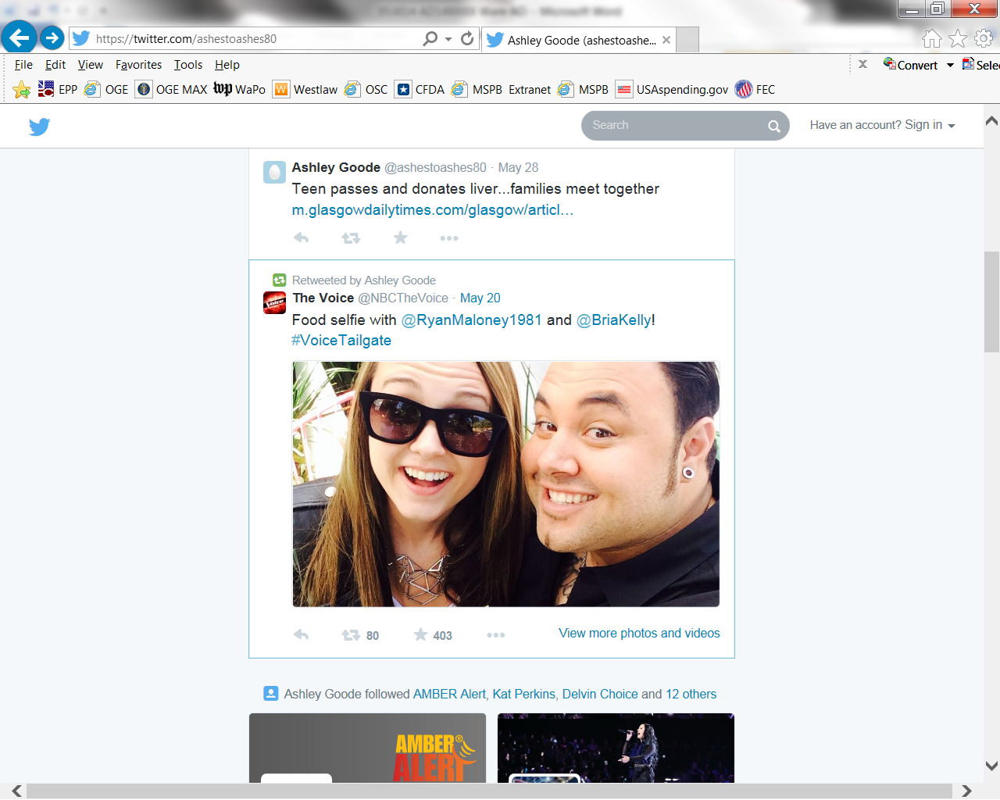 https://twitter.com/ashestoashes80
Ashley Goode (ashestoashe...
File Edit View Favorites Tools Help
Convert
Selec
EPP OGE OGE MAX wp WaPo W Westlaw OSC CFDA MSPB Extranet MSPB USAspending.gov FEC
Search
Have an account? Sign in
Ashley Goode @ashestoashes80 · May 28
Teen passes and donates liver...families meet together
m.glasgowdailytimes.com/glasgow/articl…
Retweeted by Ashley Goode
The Voice @NBCTheVoice · May 20
Food selfie with @RyanMaloney1981 and @BriaKelly!
#VoiceTailgate
80 403
View more photos and videos
Ashley Goode followed AMBER Alert, Kat Perkins, Delvin Choice and 12 others
AMBER®
ALERT